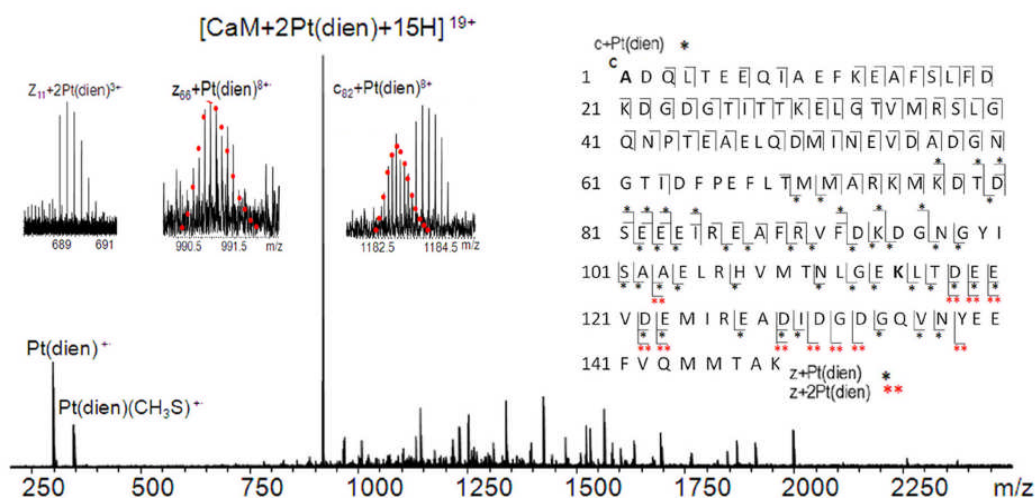 [CaM+2Pt(dien)+15H] 19+
Z11+2Pt(dien)3+·
689 691
z66+Pt(dien)8+·
990.5 991.5 m/z
c82+Pt(dien)8+
1182.5 1184.5 m/z
Pt(dien)+·
Pt(dien)(CH3S)+·
250 500 750 1000 1250 1500 1750 2000 2250 m/z
c+Pt(dien) *
c
1 A D Q L T E E Q I A E F K E A F S L F D
21 K D G D G T I T T K E L G T V M R S L G
41 Q N P T E A E L Q D M I N E V D A D G N
61 G T I D F P E F L T M M A R K M K D T D
81 S E E E I R E A F R V F D K D G N G Y I
101 S A A E L R H V M T N L G E K L T D E E
121 V D E M I R E A D I D G D G Q V N Y E E
141 F V Q M M T A K
z+Pt(dien) *
z+2Pt(dien) **